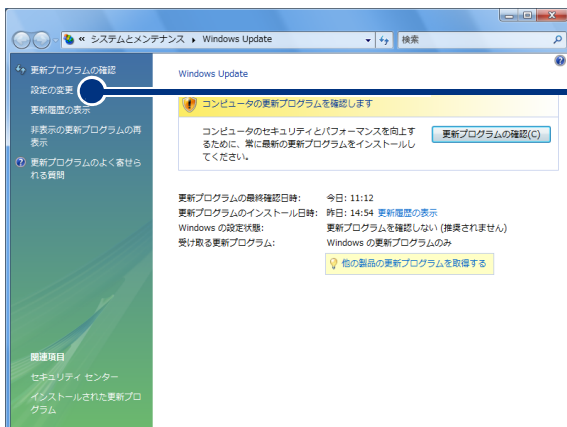 « システムとメンテナンス ▸ Windows Update
検索
更新プログラムの確認
設定の変更
更新履歴の表示
非表示の更新プログラムの再
表示
更新プログラムのよく寄せら
れる質問
関連項目
セキュリティ センター
インストールされた更新プロ
グラム
Windows Update
コンピュータの更新プログラムを確認します
コンピュータのセキュリティとパフォーマンスを向上す
るために、常に最新の更新プログラムをインストールし
てください。
更新プログラムの確認(C)
更新プログラムの最終確認日時: 今日: 11:12
更新プログラムのインストール日時: 昨日: 14:54 更新履歴の表示
Windows の設定状態: 更新プログラムを確認しない (推奨されません)
受け取る更新プログラム: Windows の更新プログラムのみ
他の製品の更新プログラムを取得する